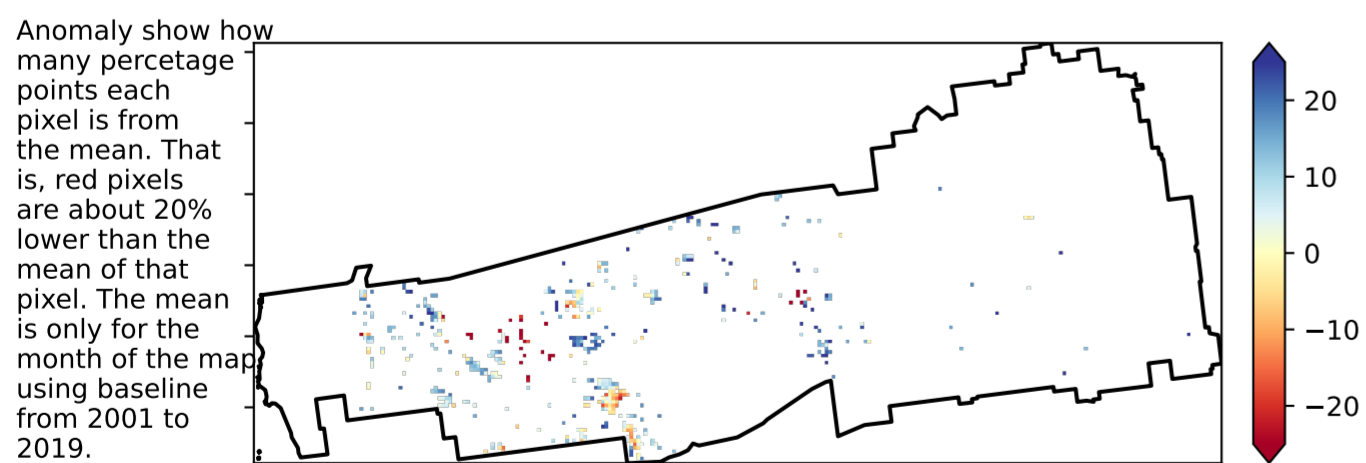 Anomaly show how
many percetage
points each
pixel is from
the mean. That
is, red pixels
are about 20%
lower than the
mean of that
pixel. The mean
is only for the
month of the map
using baseline
from 2001 to
2019.
20
10
0
−10
−20